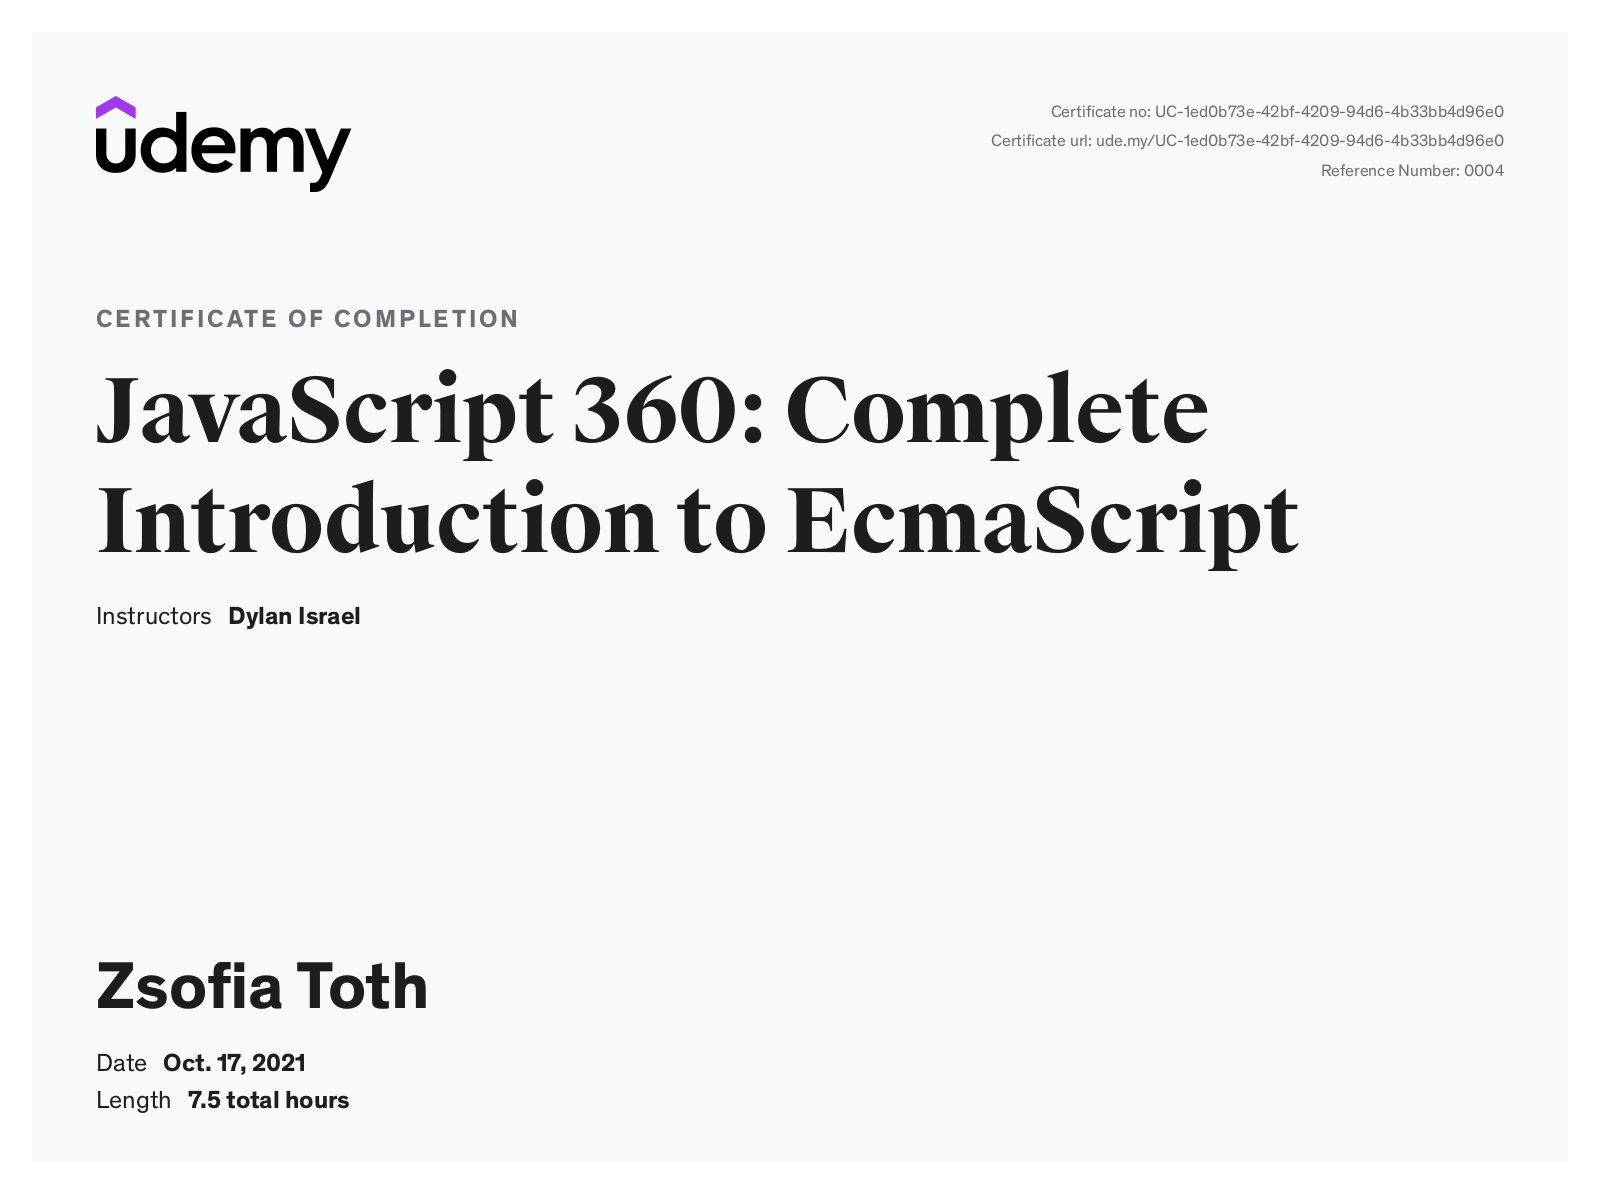 udemy
Certificate no: UC-1ed0b73e-42bf-4209-94d6-4b33bb4d96e0
Certificate url: ude.my/UC-1ed0b73e-42bf-4209-94d6-4b33bb4d96e0
Reference Number: 0004
CERTIFICATE OF COMPLETION
JavaScript 360: Complete
Introduction to EcmaScript
Instructors Dylan Israel
Zsofia Toth
Date Oct. 17, 2021
Length 7.5 total hours